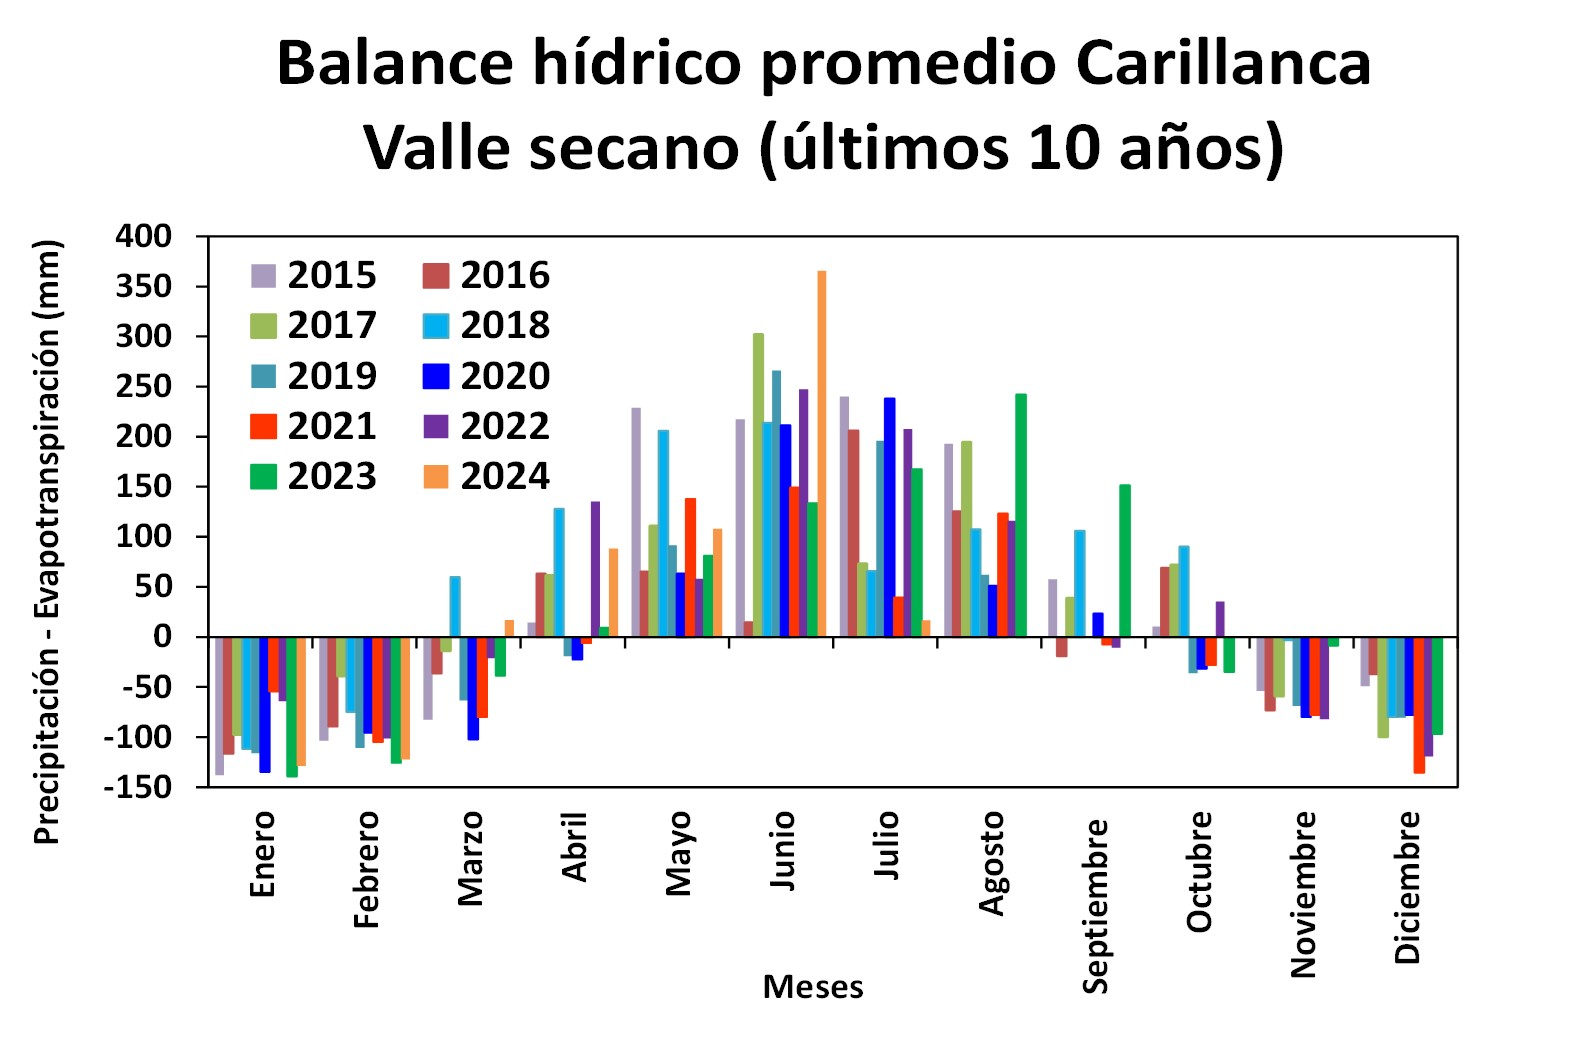 Balance hídrico promedio Carillanca
Valle secano (últimos 10 años)
Precipitación - Evapotranspiración (mm)
400
350
300
250
200
150
100
50
0
-50
-100
-150
2015 2016
2017 2018
2019 2020
2021 2022
2023 2024
Enero
Febrero
Marzo
Abril
Mayo
Junio
Julio
Agosto
Septiembre
Octubre
Noviembre
Diciembre
Meses